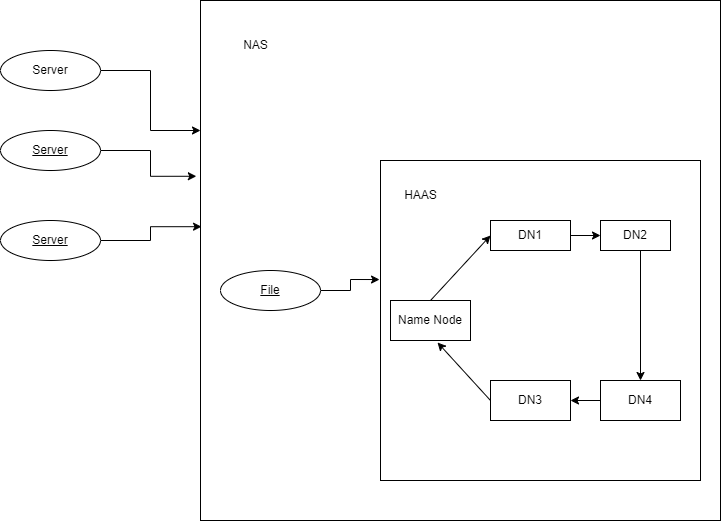 NAS
Server
Server
HAAS
Server
DN1
DN2
File
Name Node
DN3
DN4